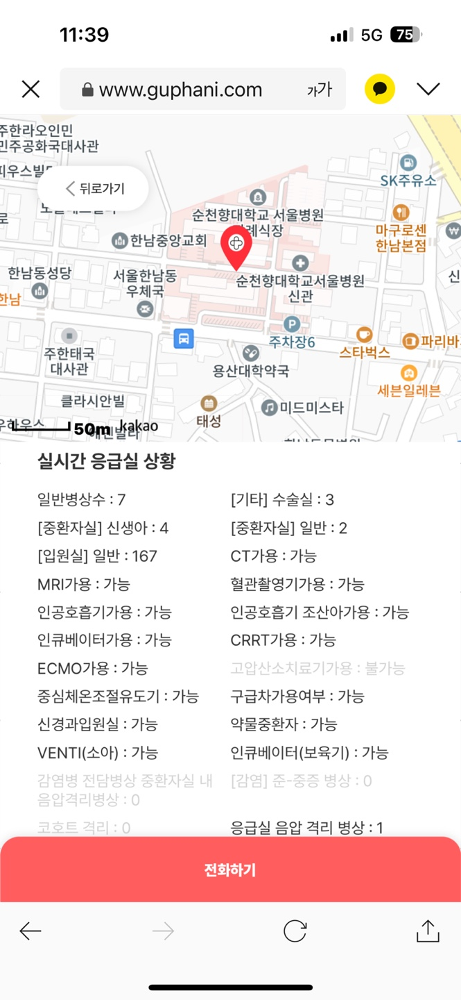 11:39
5G 75
www.guphani.com 가가
주한라오인민
민주공화국대사관
뒤로가기
SK주유소
순천향대학교 서울병원
한남중앙교회
마구로센
한남본점
한남동성당
서울한남동
우체국
순천향대학교서울병원
신관
한남
주차장6
스타벅스
파리바
주한태국
대사관
용산대학약국
세븐일레븐
클라시안빌
태성
미드미스타
50m kakao
실시간 응급실 상황
일반병상수 : 7
[기타] 수술실 : 3
[중환자실] 신생아 : 4
[중환자실] 일반 : 2
[입원실] 일반 : 167
CT가용 : 가능
MRI가용 : 가능
혈관촬영기가용 : 가능
인공호흡기가용 : 가능
인공호흡기 조산아가용 : 가능
인큐베이터가용 : 가능
CRRT가용 : 가능
ECMO가용 : 가능
고압산소치료기가용 : 불가능
중심체온조절유도기 : 가능
구급차가용여부 : 가능
신경과입원실 : 가능
약물중환자 : 가능
VENTI(소아) : 가능
인큐베이터(보육기) : 가능
감염병 전담병상 중환자실 내
음압격리병상 : 0
[감염] 준-중증 병상 : 0
코호트 격리 : 0
응급실 음압 격리 병상 : 1
전화하기